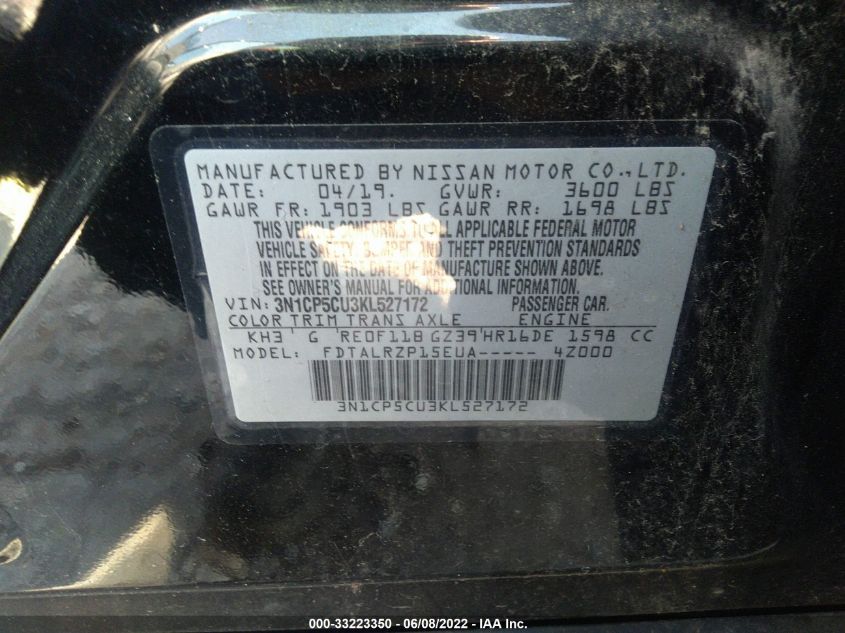 MANUFACTURED BY NISSAN MOTOR CO., LTD.
DATE: 04/19. GVWR: 3600 LBS
GAWR FR: 1903 LBS GAWR RR: 1698 LBS
THIS VEHICLE CONFORMS TO ALL APPLICABLE FEDERAL MOTOR
VEHICLE SAFETY, BUMPER AND THEFT PREVENTION STANDARDS
IN EFFECT ON THE DATE OF MANUFACTURE SHOWN ABOVE.
SEE OWNER'S MANUAL FOR ADDITIONAL INFORMATION.
VIN: 3N1CP5CU3KL527172 PASSENGER CAR.
COLOR TRIM TRANS AXLE ENGINE
KH3 G RE0F11B GZ39 HR16DE 1598 CC
MODEL: FDTALRZP15EUA----- 4Z000
3N1CP5CU3KL527172
000-33223350 - 06/08/2022 - IAA Inc.